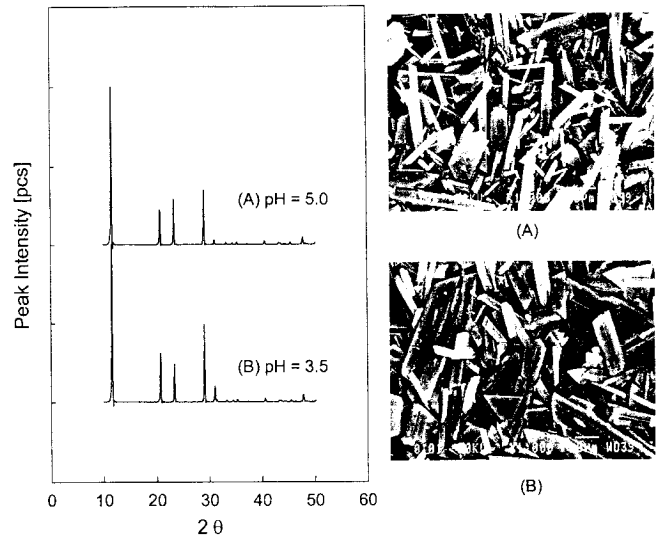 Peak Intensity [pcs]
(A) pH = 5.0
(B) pH = 3.5
0
10
20
30
40
50
60
2 θ
(A)
(B)